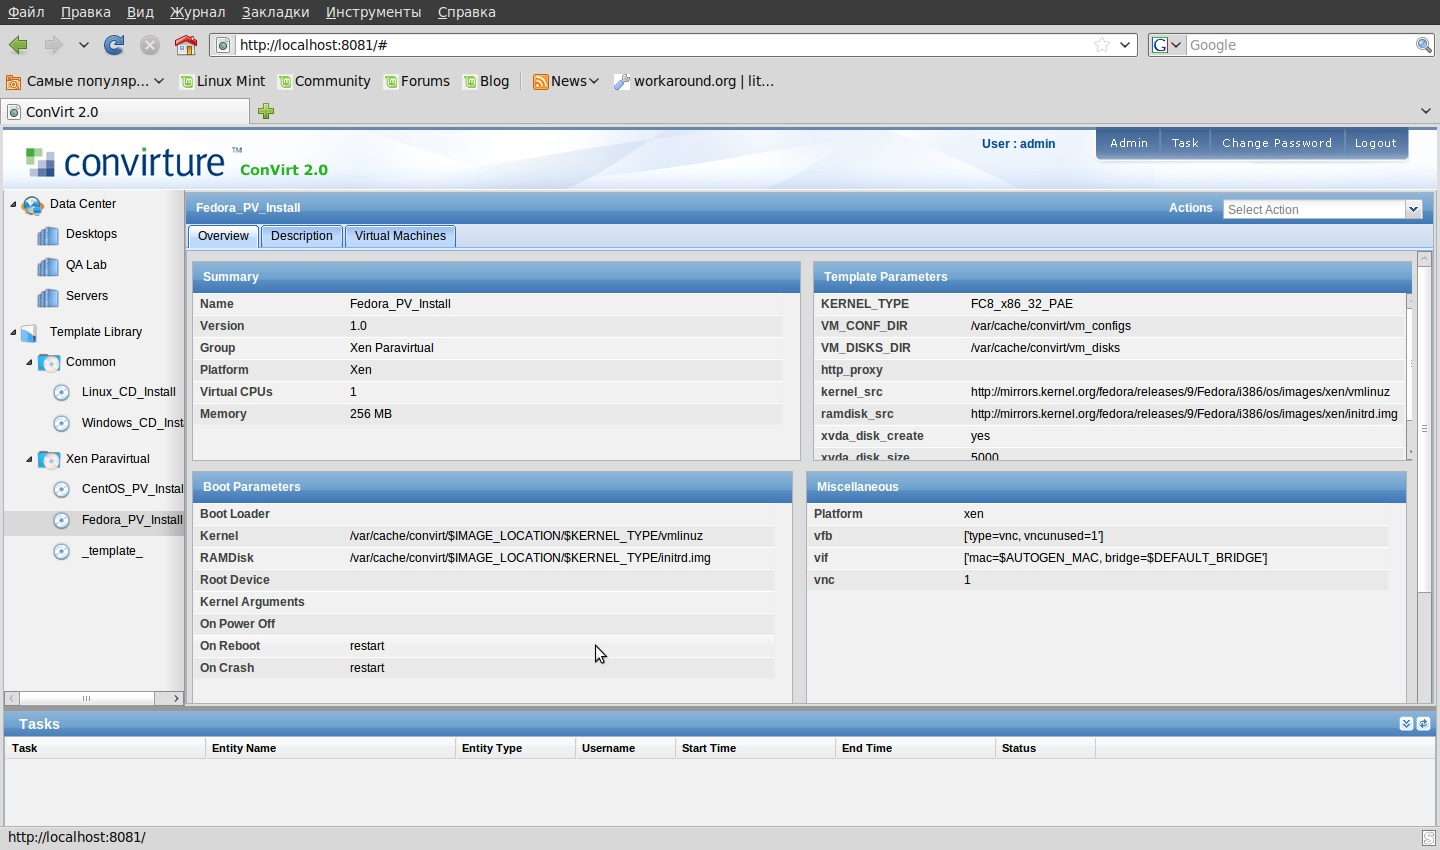 Файл Правка Вид Журнал Закладки Инструменты Справка
http://localhost:8081/#
Google
Самые популяр... Linux Mint Community Forums Blog News workaround.org | lit...
ConVirt 2.0
convirture™ ConVirt 2.0
User : admin
Admin Task Change Password Logout
Data Center
Desktops
QA Lab
Servers
Template Library
Common
Linux_CD_Install
Windows_CD_Inst
Xen Paravirtual
CentOS_PV_Instal
Fedora_PV_Install
_template_
Fedora_PV_Install
Actions Select Action
Overview Description Virtual Machines
Summary
Name Fedora_PV_Install
Version 1.0
Group Xen Paravirtual
Platform Xen
Virtual CPUs 1
Memory 256 MB
Template Parameters
KERNEL_TYPE FC8_x86_32_PAE
VM_CONF_DIR /var/cache/convirt/vm_configs
VM_DISKS_DIR /var/cache/convirt/vm_disks
http_proxy
kernel_src http://mirrors.kernel.org/fedora/releases/9/Fedora/i386/os/images/xen/vmlinuz
ramdisk_src http://mirrors.kernel.org/fedora/releases/9/Fedora/i386/os/images/xen/initrd.img
xvda_disk_create yes
xvda_disk_size 5000
Boot Parameters
Boot Loader
Kernel /var/cache/convirt/$IMAGE_LOCATION/$KERNEL_TYPE/vmlinuz
RAMDisk /var/cache/convirt/$IMAGE_LOCATION/$KERNEL_TYPE/initrd.img
Root Device
Kernel Arguments
On Power Off
On Reboot restart
On Crash restart
Miscellaneous
Platform xen
vfb ['type=vnc, vncunused=1']
vif ['mac=$AUTOGEN_MAC, bridge=$DEFAULT_BRIDGE']
vnc 1
Tasks
Task Entity Name Entity Type Username Start Time End Time Status
http://localhost:8081/